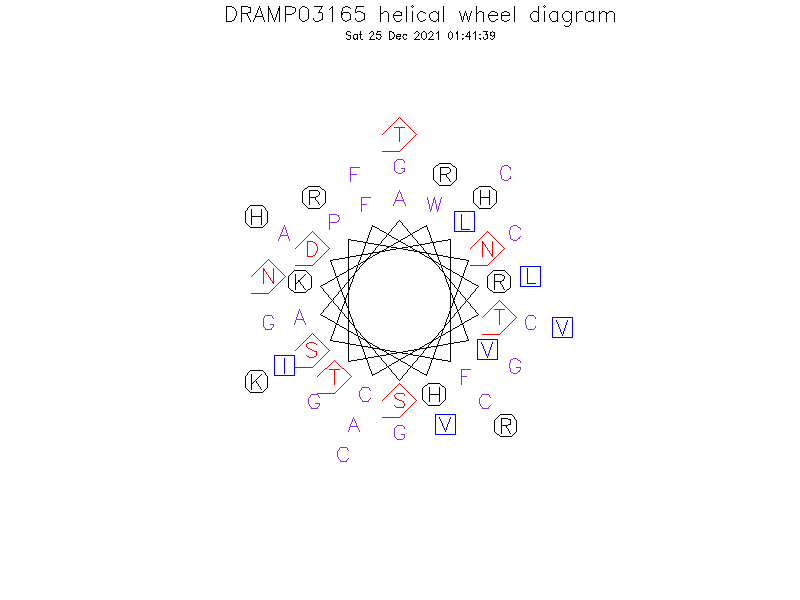 DRAMP03165 helical wheel diagram
Sat 25 Dec 2021 01:41:39
T
F G R C
R F A W H
H P L
A D N C
N K R L
G A T C V
S V
K I T F G
G C S H C
A G V R
C